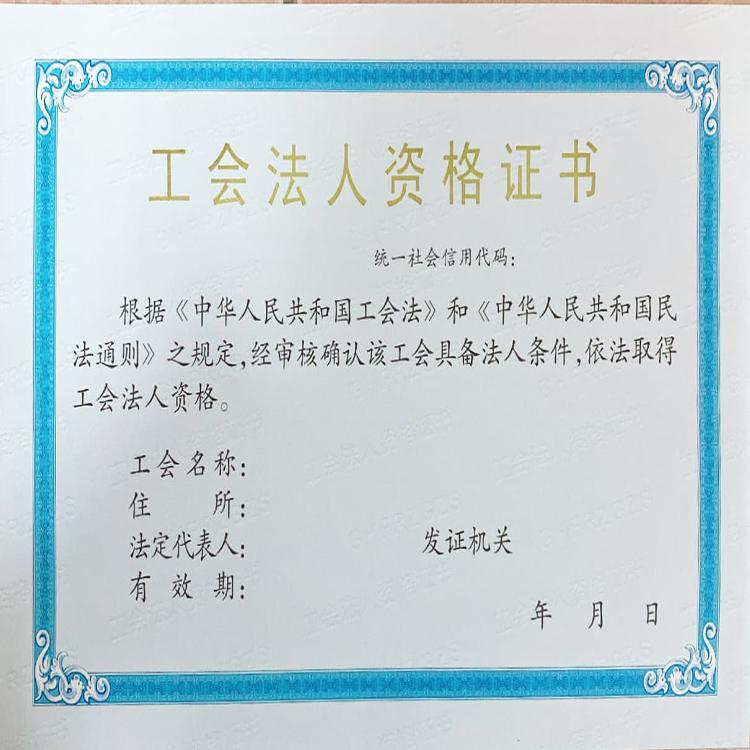 工会法人资格证书
统一社会信用代码:
根据《中华人民共和国工会法》和《中华人民共和国民
法通则》之规定,经审核确认该工会具备法人条件,依法取得
工会法人资格。
工会名称:
住 所:
法定代表人:
发证机关
有效期:
年 月 日